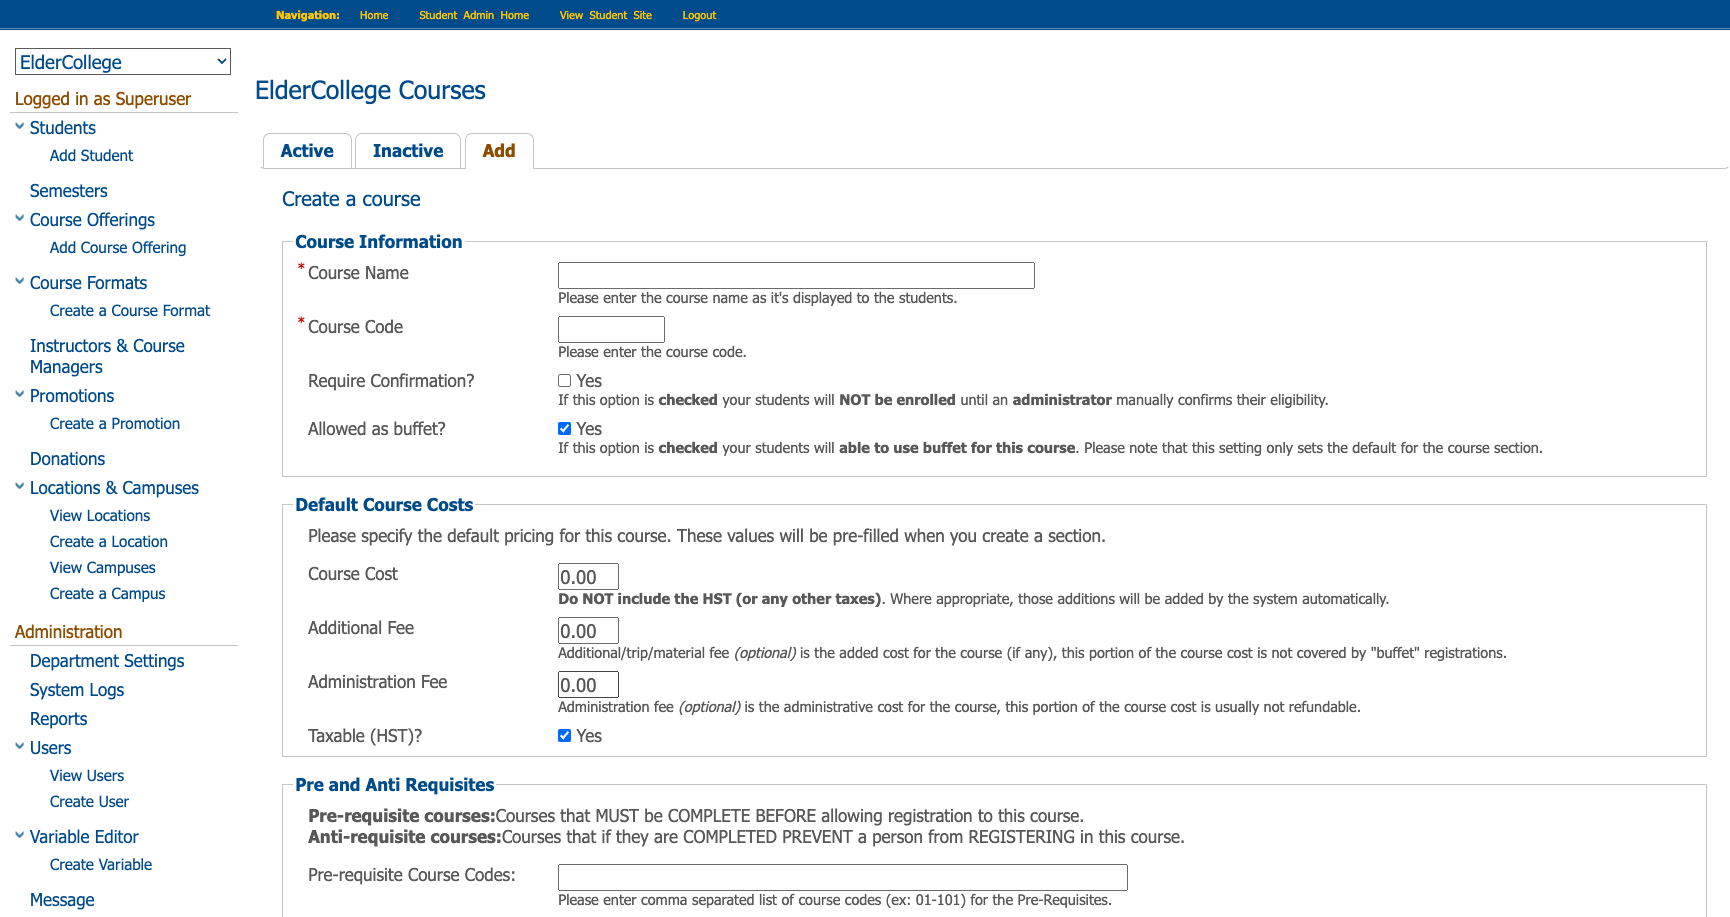 Navigation: Home Student Admin Home View Student Site Logout
ElderCollege
Logged in as Superuser
Students
Add Student
Semesters
Course Offerings
Add Course Offering
Course Formats
Create a Course Format
Instructors & Course
Managers
Promotions
Create a Promotion
Donations
Locations & Campuses
View Locations
Create a Location
View Campuses
Create a Campus
Administration
Department Settings
System Logs
Reports
Users
View Users
Create User
Variable Editor
Create Variable
Message
ElderCollege Courses
Active Inactive Add
Create a course
Course Information
* Course Name
Please enter the course name as it's displayed to the students.
* Course Code
Please enter the course code.
Require Confirmation? Yes
If this option is checked your students will NOT be enrolled until an administrator manually confirms their eligibility.
Allowed as buffet? Yes
If this option is checked your students will able to use buffet for this course. Please note that this setting only sets the default for the course section.
Default Course Costs
Please specify the default pricing for this course. These values will be pre-filled when you create a section.
Course Cost 0.00
Do NOT include the HST (or any other taxes). Where appropriate, those additions will be added by the system automatically.
Additional Fee 0.00
Additional/trip/material fee (optional) is the added cost for the course (if any), this portion of the course cost is not covered by "buffet" registrations.
Administration Fee 0.00
Administration fee (optional) is the administrative cost for the course, this portion of the course cost is usually not refundable.
Taxable (HST)? Yes
Pre and Anti Requisites
Pre-requisite courses:Courses that MUST be COMPLETE BEFORE allowing registration to this course.
Anti-requisite courses:Courses that if they are COMPLETED PREVENT a person from REGISTERING in this course.
Pre-requisite Course Codes:
Please enter comma separated list of course codes (ex: 01-101) for the Pre-Requisites.